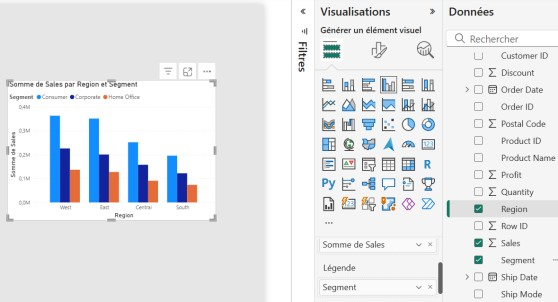 Somme de Sales par Region et Segment
Segment Consumer Corporate Home Office
Somme de Sales
0,4M
0,3M
0,2M
0,1M
0,0M
West East Central South
Region
Filtres
Visualisations
Générer un élément visuel
123
R
Py
Somme de Sales
Légende
Segment
Données
Rechercher
Customer ID
Discount
Order Date
Order ID
Postal Code
Product ID
Product Name
Profit
Quantity
Region
Row ID
Sales
Segment
Ship Date
Ship Mode